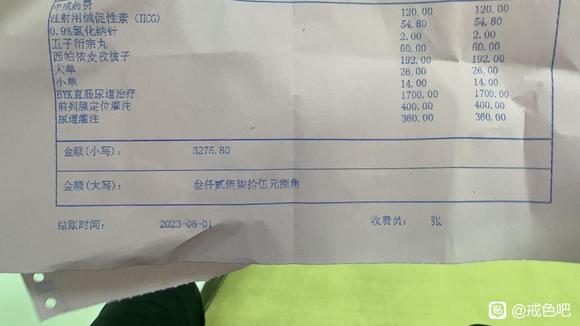 中成药费 120.00 120.00
注射用绒促性素（HCG） 54.80 54.80
0.9%氯化钠针 2.00 2.00
五子衍宗丸 60.00 60.00
西帕依麦孜彼子 192.00 192.00
大单 26.00 26.00
小单 14.00 14.00
BYK直肠尿道治疗 1700.00 1700.00
前列腺定位灌注 400.00 400.00
尿道灌注 360.00 360.00
金额(小写): 3275.80
金额(大写): 叁仟贰佰柒拾伍元捌角
结账时间: 2023-08-01 收费员: 张
贴 @戒色吧